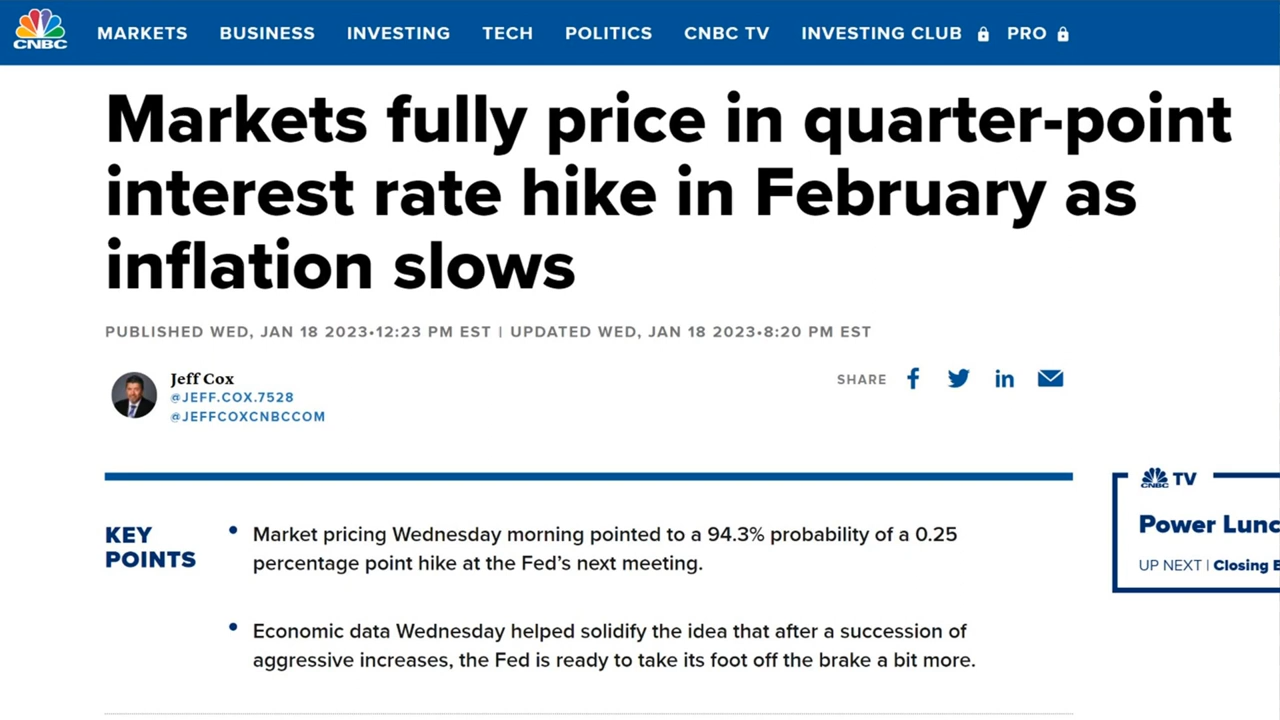 CNBC
MARKETS BUSINESS INVESTING TECH POLITICS CNBC TV INVESTING CLUB PRO
Markets fully price in quarter-point
interest rate hike in February as
inflation slows
PUBLISHED WED, JAN 18 2023•12:23 PM EST | UPDATED WED, JAN 18 2023•8:20 PM EST
Jeff Cox
@JEFF.COX.7528
@JEFFCOXCNBCCOM
SHARE
KEY
POINTS
• Market pricing Wednesday morning pointed to a 94.3% probability of a 0.25
percentage point hike at the Fed's next meeting.
• Economic data Wednesday helped solidify the idea that after a succession of
aggressive increases, the Fed is ready to take its foot off the brake a bit more.
CNBC TV
Power Lunc
UP NEXT | Closing E